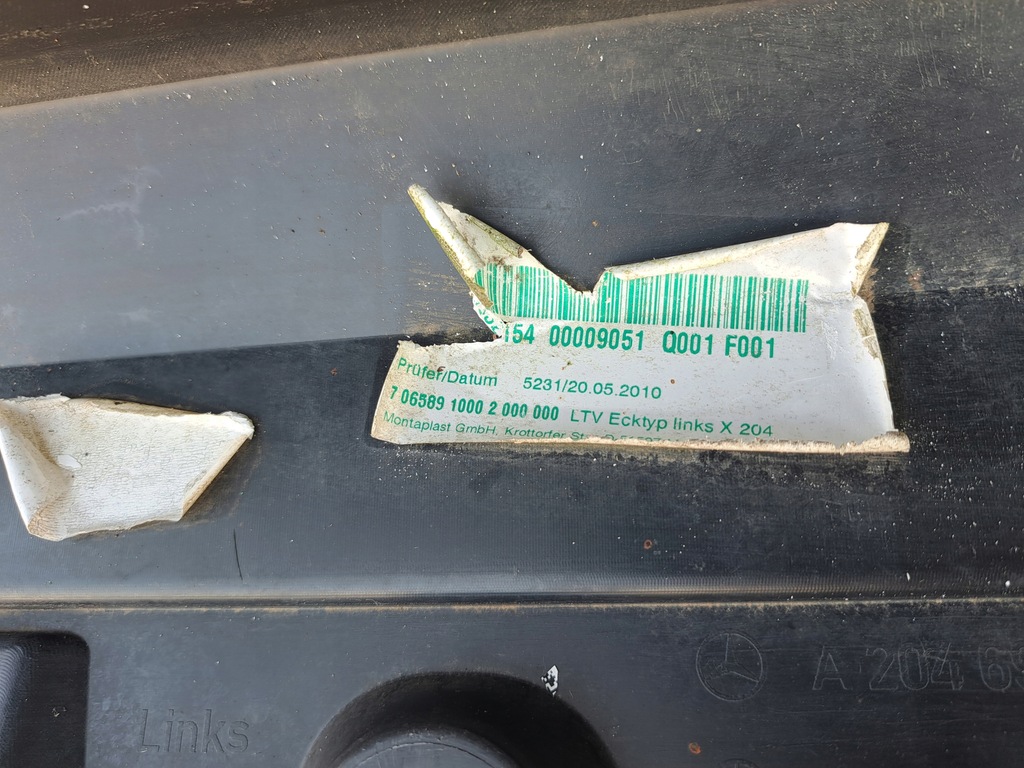 154 00009051 Q001 F001
Prüfer/Datum 5231/20.05.2010
7 06589 1000 2 000 000 LTV Ecktyp links X 204
Montaplast GmbH, Krottorfer
A 204
Links